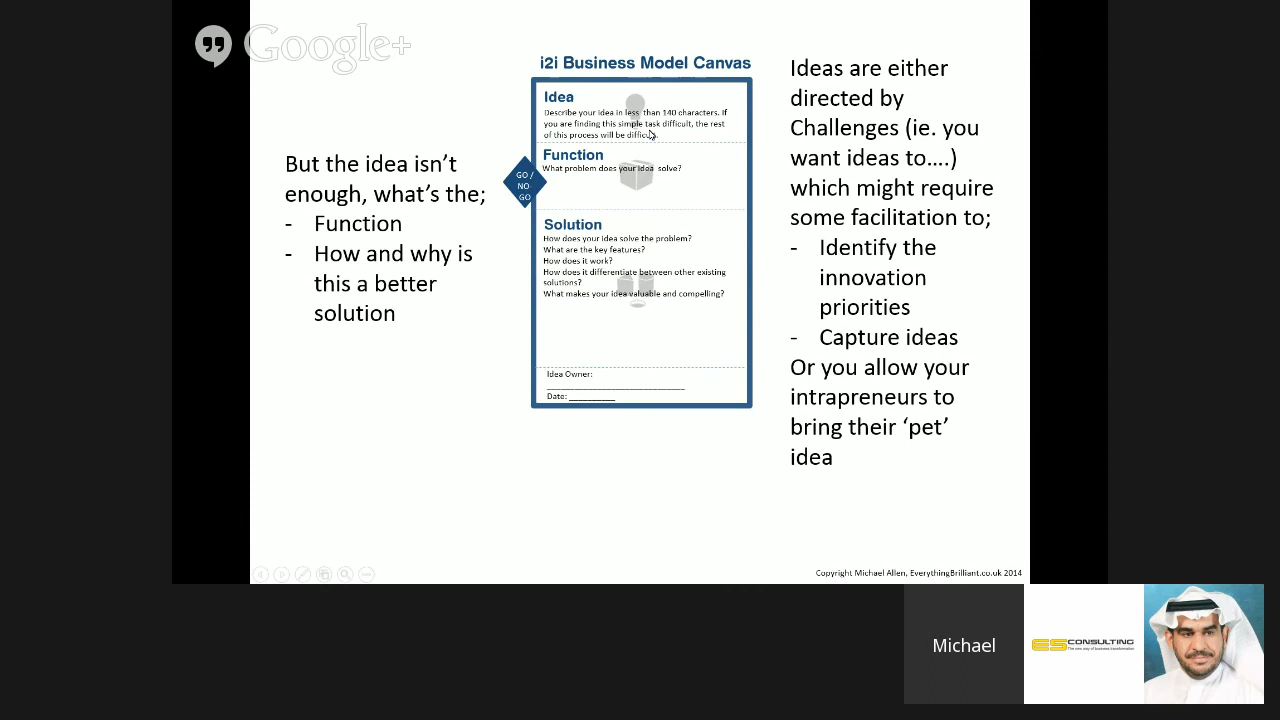 Google+
i2i Business Model Canvas
Idea
Describe your idea in less than 140 characters. If
you are finding this simple task difficult, the rest
of this process will be difficult.
Function
What problem does your idea solve?
GO /
NO
GO
Solution
How does your idea solve the problem?
What are the key features?
How does it work?
How does it differentiate between other existing
solutions?
What makes your idea valuable and compelling?
Idea Owner:
Date:
But the idea isn’t
enough, what’s the;
- Function
- How and why is
this a better
solution
Ideas are either
directed by
Challenges (ie. you
want ideas to….)
which might require
some facilitation to;
- Identify the
innovation
priorities
- Capture ideas
Or you allow your
intrapreneurs to
bring their ‘pet’
idea
Copyright Michael Allen, EverythingBrilliant.co.uk 2014
Michael
ES CONSULTING
The new way of business transformation